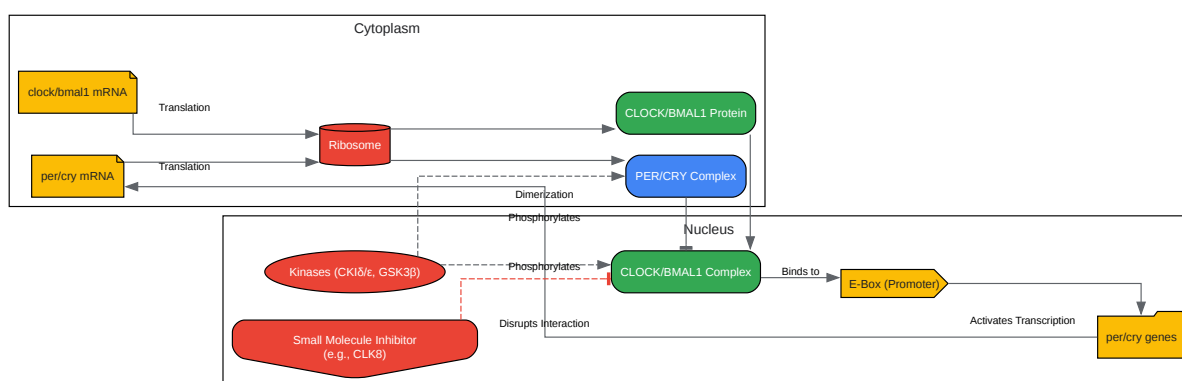 Cytoplasm
clock/bmal1 mRNA
Translation
CLOCK/BMAL1 Protein
Ribosome
per/cry mRNA
Translation
PER/CRY Complex
Dimerization
Phosphorylates
Nucleus
Kinases (CKIδ/ε, GSK3β)
Phosphorylates
CLOCK/BMAL1 Complex
Binds to
E-Box (Promoter)
Disrupts Interaction
Activates Transcription
Small Molecule Inhibitor
(e.g., CLK8)
per/cry genes